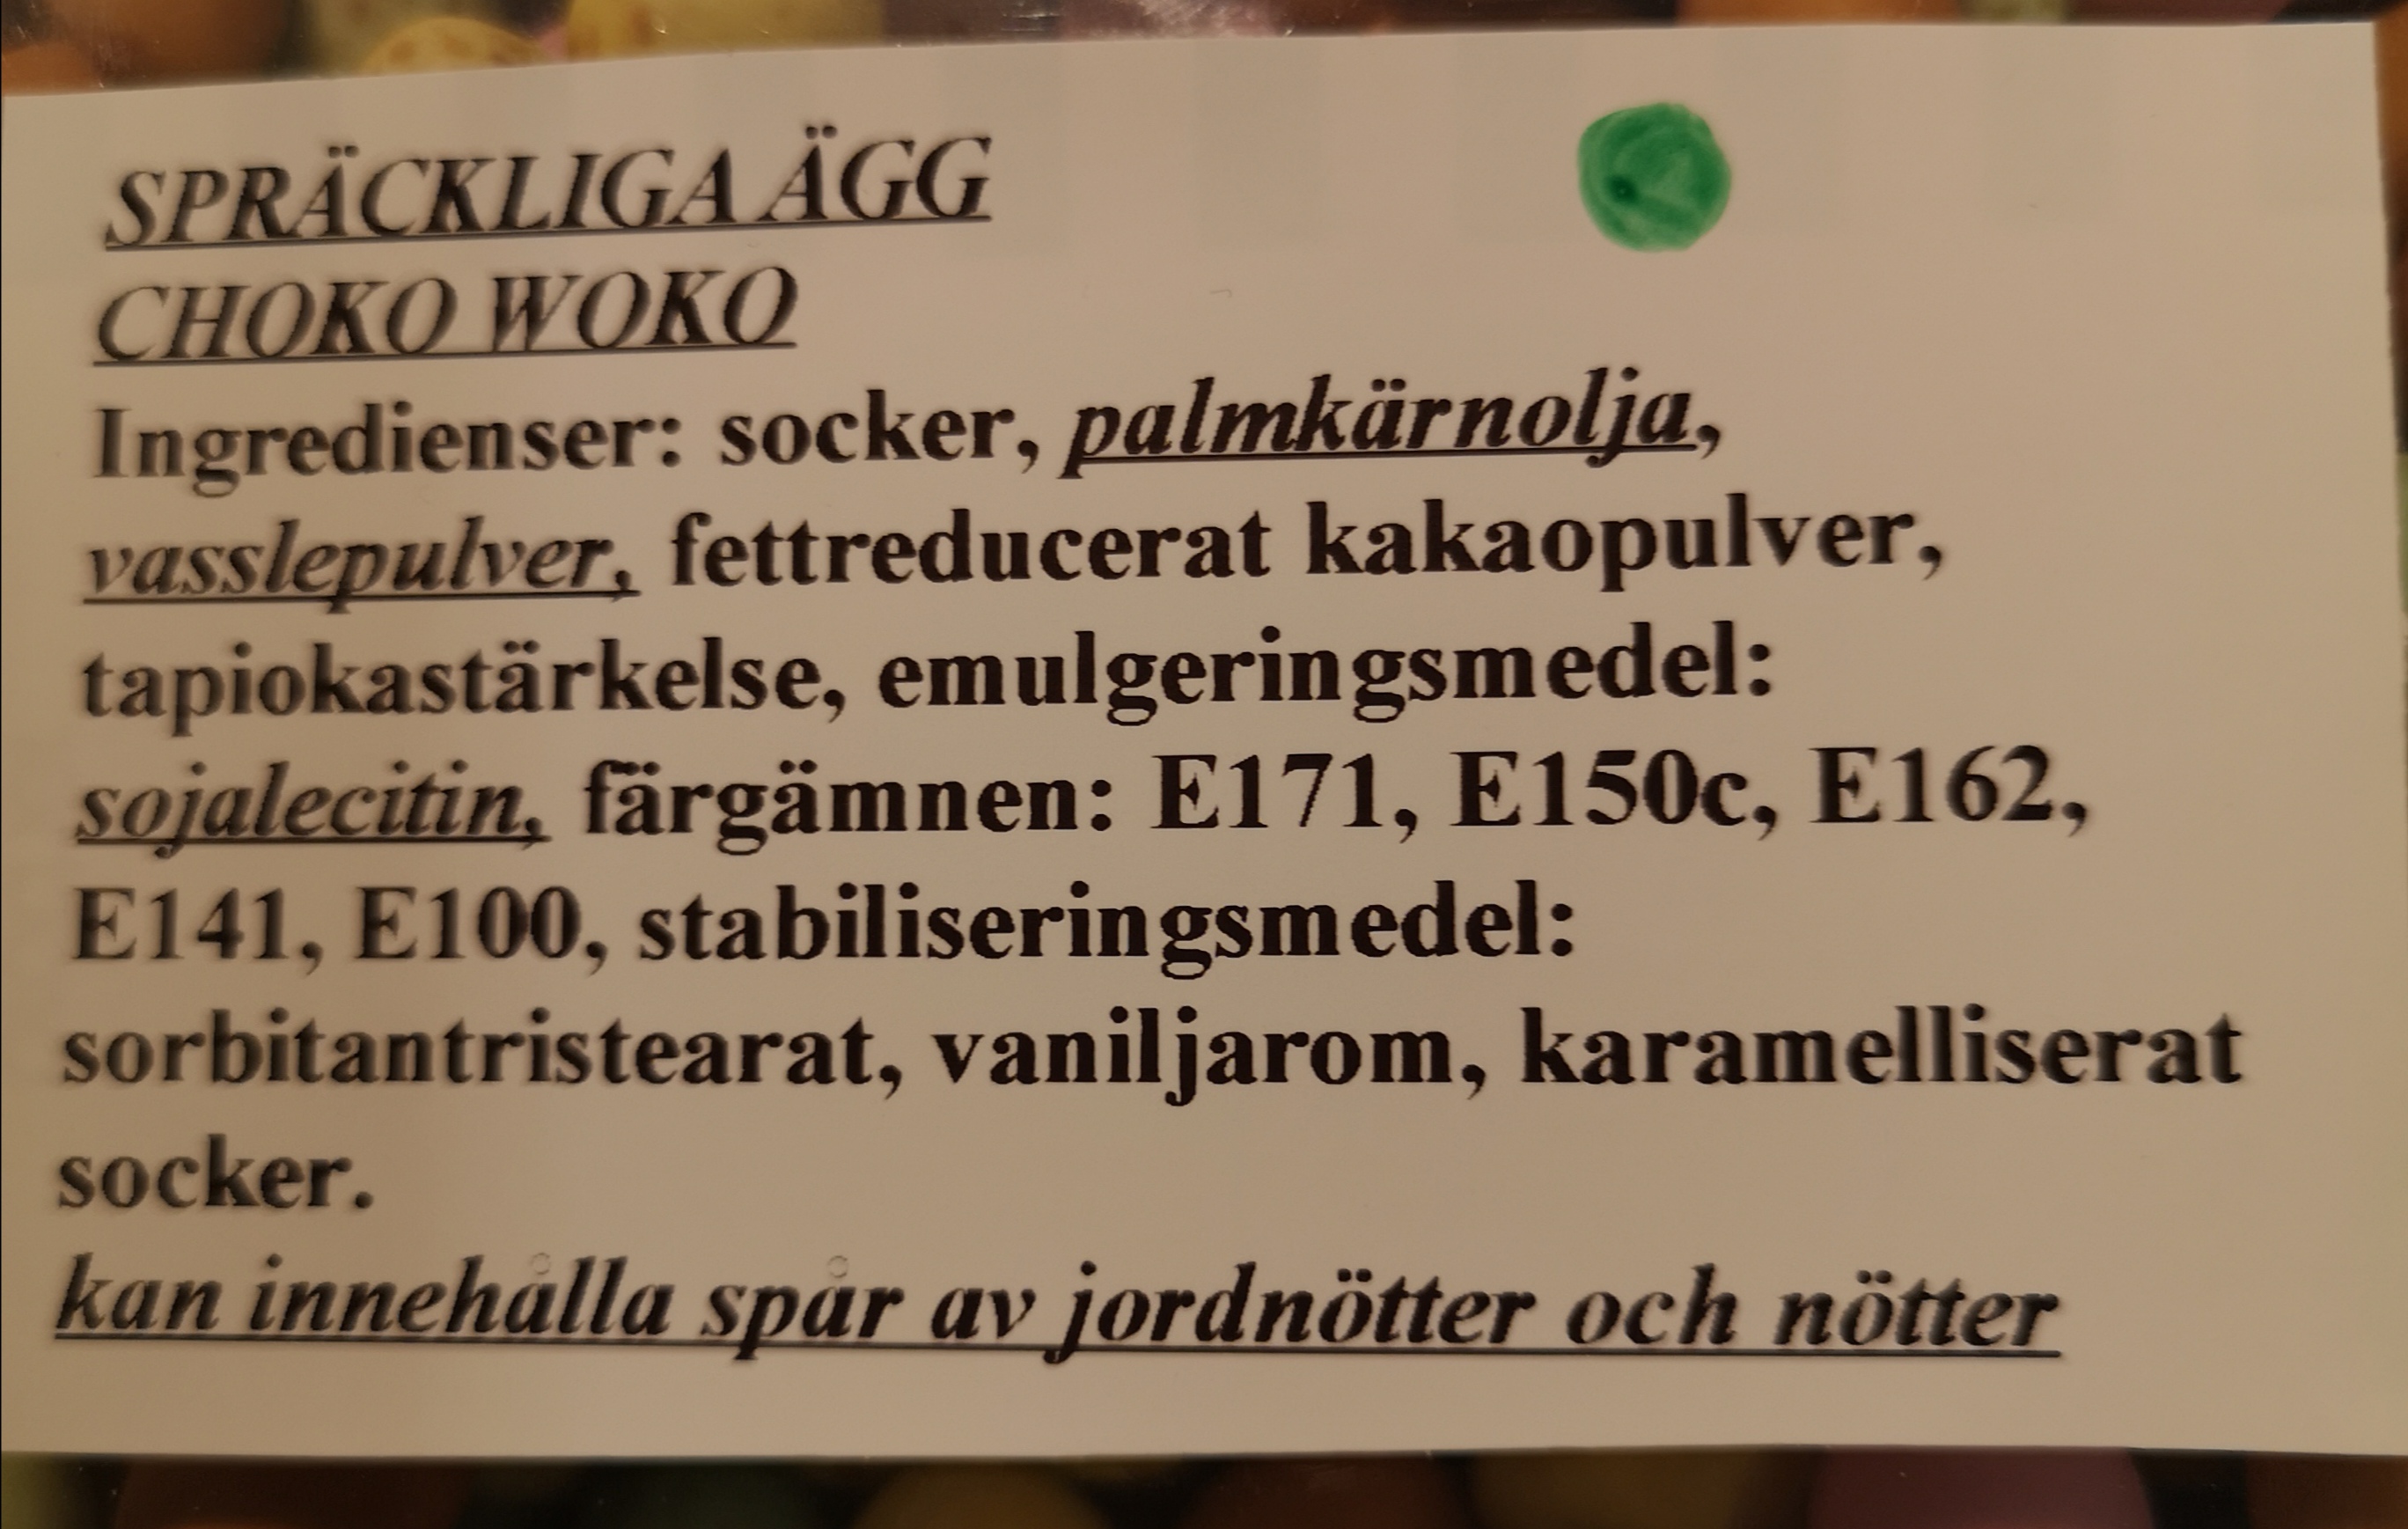 SPRÄCKLIGA ÄGG
CHOKO WOKO
Ingredienser: socker, palmkärnolja,
vasslepulver, fettreducerat kakaopulver,
tapiokastärkelse, emulgeringsmedel:
sojalecitin, färgämnen: E171, E150c, E162,
E141, E100, stabiliseringsmedel:
sorbitantristearat, vaniljarom, karamelliserat
socker.
kan innehålla spår av jordnötter och nötter